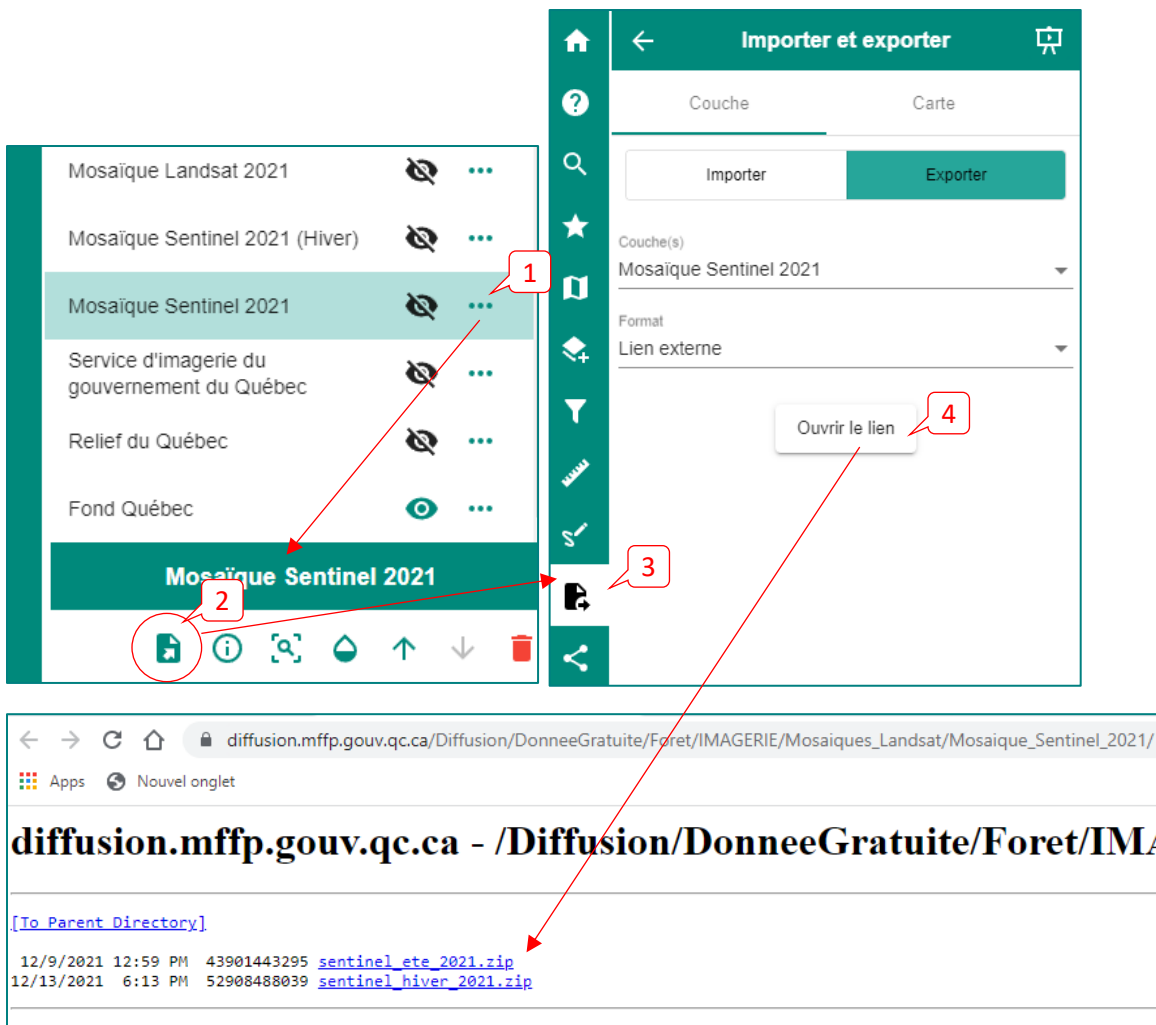 Mosaïque Landsat 2021
Mosaïque Sentinel 2021 (Hiver)
Mosaïque Sentinel 2021
1
Service d'imagerie du
gouvernement du Québec
Relief du Québec
Fond Québec
Mosaïque Sentinel 2021
2
Importer et exporter
Couche Carte
Importer Exporter
Couche(s)
Mosaïque Sentinel 2021
Format
Lien externe
Ouvrir le lien
4
3
diffusion.mffp.gouv.qc.ca/Diffusion/DonneeGratuite/Foret/IMAGERIE/Mosaiques_Landsat/Mosaique_Sentinel_2021/
Apps Nouvel onglet
diffusion.mffp.gouv.qc.ca - /Diffusion/DonneeGratuite/Foret/IMA
[To Parent Directory]
12/9/2021 12:59 PM 43901443295 sentinel_ete_2021.zip
12/13/2021 6:13 PM 52908488039 sentinel_hiver_2021.zip